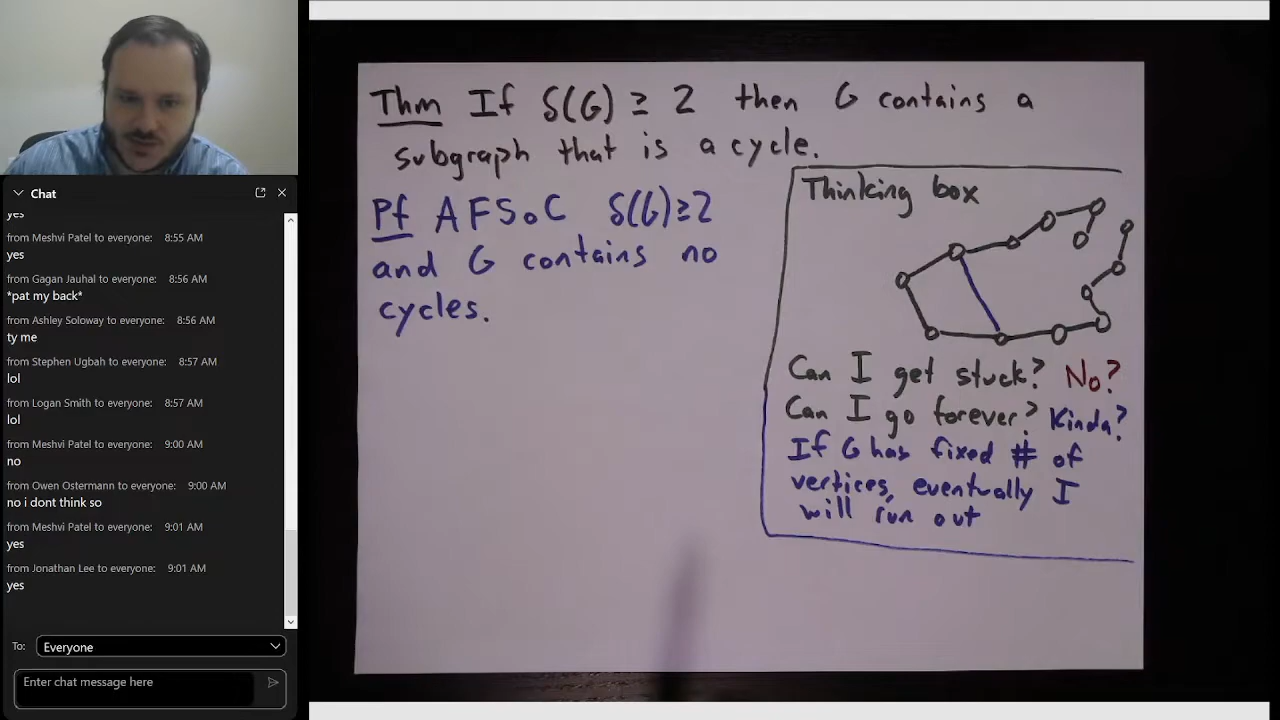 Chat
yes
from Meshvi Patel to everyone: 8:55 AM
yes
from Gagan Jauhal to everyone: 8:56 AM
*pat my back*
from Ashley Soloway to everyone: 8:56 AM
ty me
from Stephen Ugbah to everyone: 8:57 AM
lol
from Logan Smith to everyone: 8:57 AM
lol
from Meshvi Patel to everyone: 9:00 AM
no
from Owen Ostermann to everyone: 9:00 AM
no i dont think so
from Meshvi Patel to everyone: 9:01 AM
yes
from Jonathan Lee to everyone: 9:01 AM
yes
To: Everyone
Enter chat message here
Thm If δ(G) ≥ 2 then G contains a
subgraph that is a cycle.
Pf AFSoC δ(G)≥2
and G contains no
cycles.
Thinking box
Can I get stuck? No?
Can I go forever? Kinda?
If G has fixed # of
vertices, eventually I
will run out